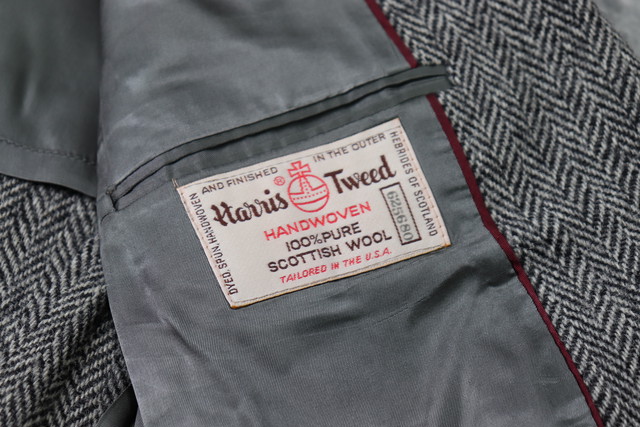 DYED, SPUN, HANDWOVEN AND FINISHED IN THE OUTER HEBRIDES OF SCOTLAND
Harris ® Tweed
HANDWOVEN
100% PURE
SCOTTISH WOOL
625680
TAILORED IN THE U.S.A.